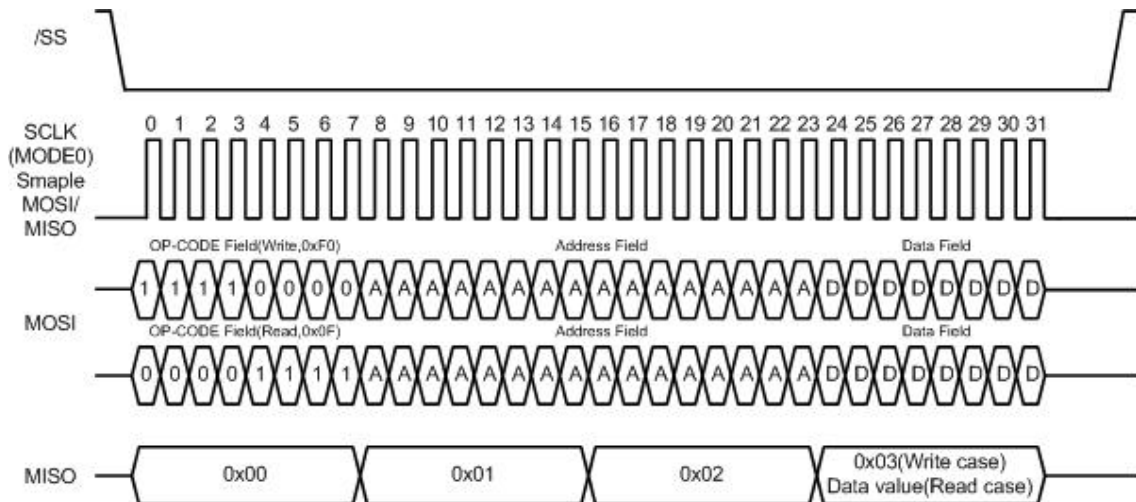 /SS
0 1 2 3 4 5 6 7 8 9 10 11 12 13 14 15 16 17 18 19 20 21 22 23 24 25 26 27 28 29 30 31
SCLK
(MODE0)
Smaple
MOSI/
MISO
OP-CODE Field(Write,0xF0) Address Field Data Field
1 1 1 1 0 0 0 0 A A A A A A A A A A A A A A A A D D D D D D D D
MOSI
OP-CODE Field(Read,0x0F) Address Field Data Field
0 0 0 0 1 1 1 1 A A A A A A A A A A A A A A A A D D D D D D D D
MISO 0x00 0x01 0x02 0x03(Write case)
Data value(Read case)